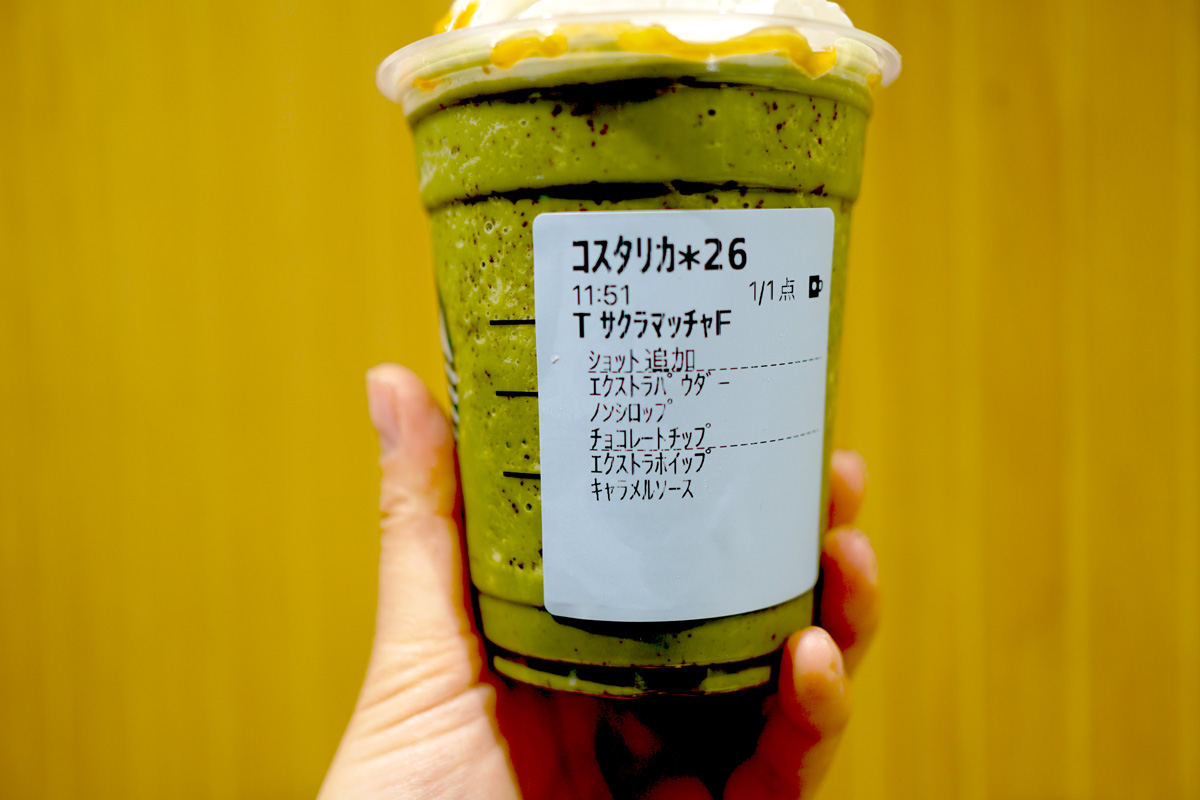 コスタリカ*26
11:51 1/1点
T サクラマッチャF
ショット追加
エクストラパウダー
ノンシロップ
チョコレートチップ
エクストラホイップ
キャラメルソース